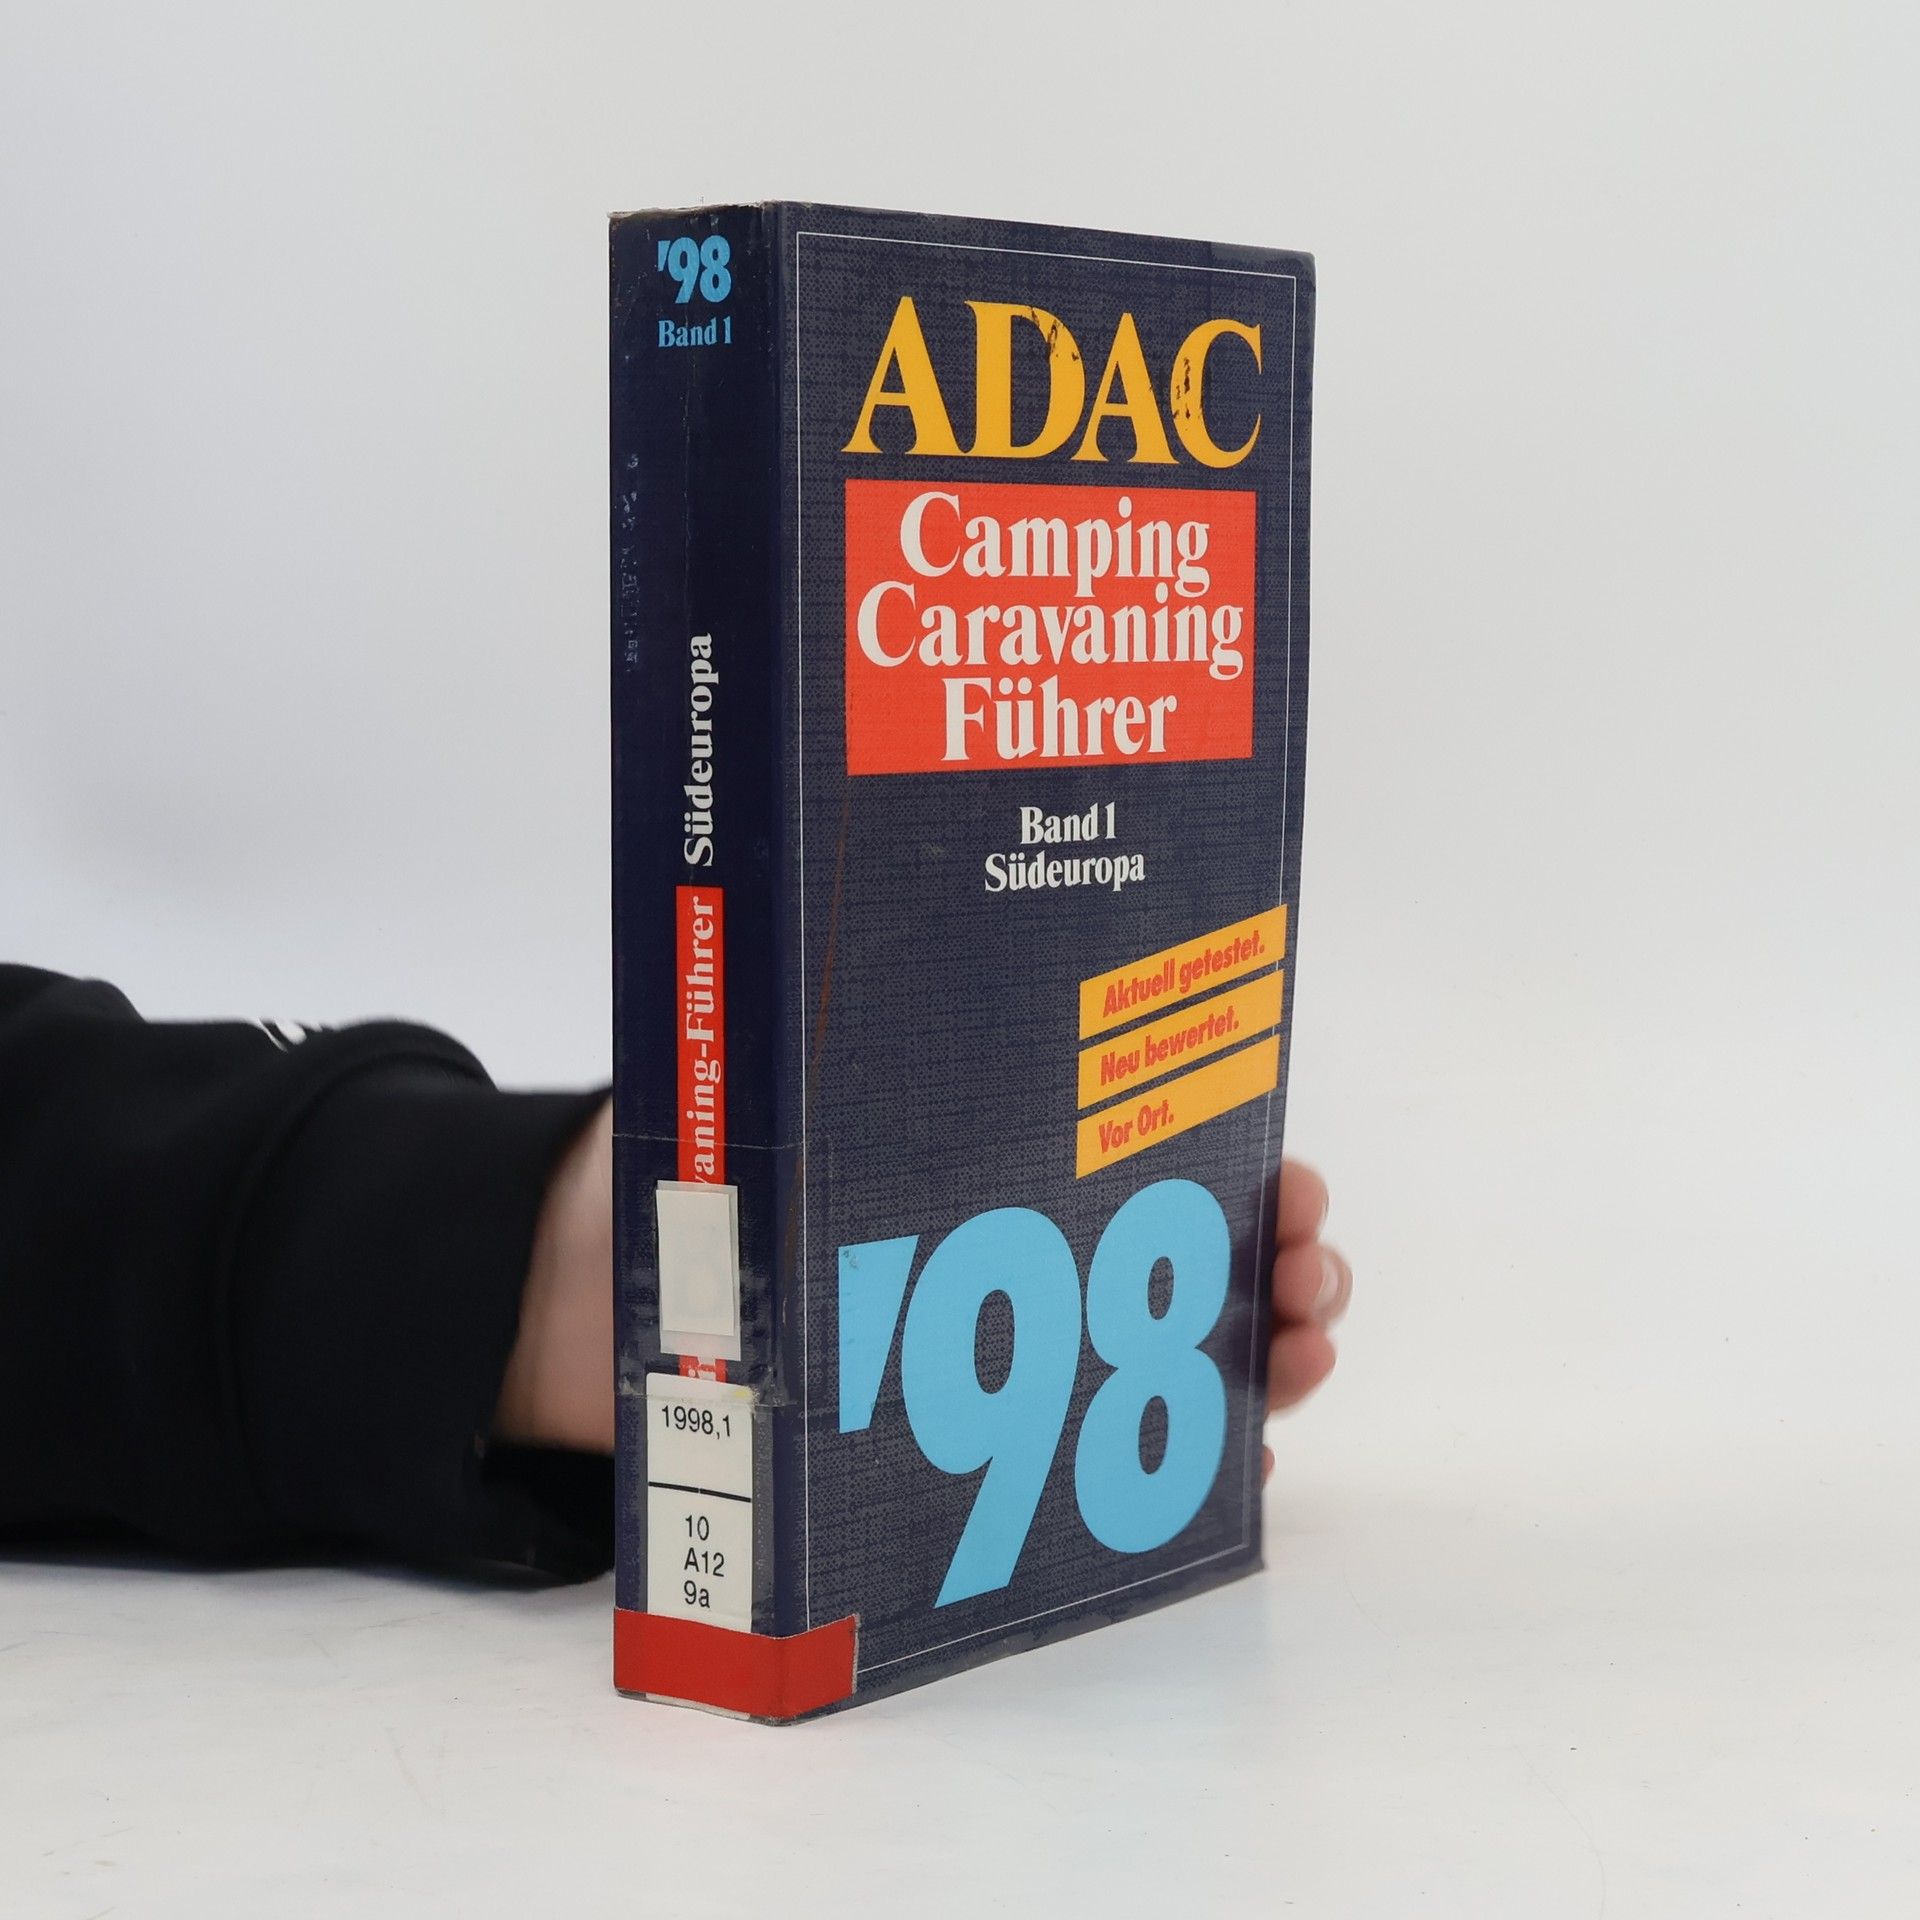 '98
Band 1
Südeuropa
vaning-Führer
1998,1
10
A12
9a
ADAC
Camping
Caravaning
Führer
Band 1
Südeuropa
Aktuell getestet.
Neu bewertet.
Vor Ort.
'98